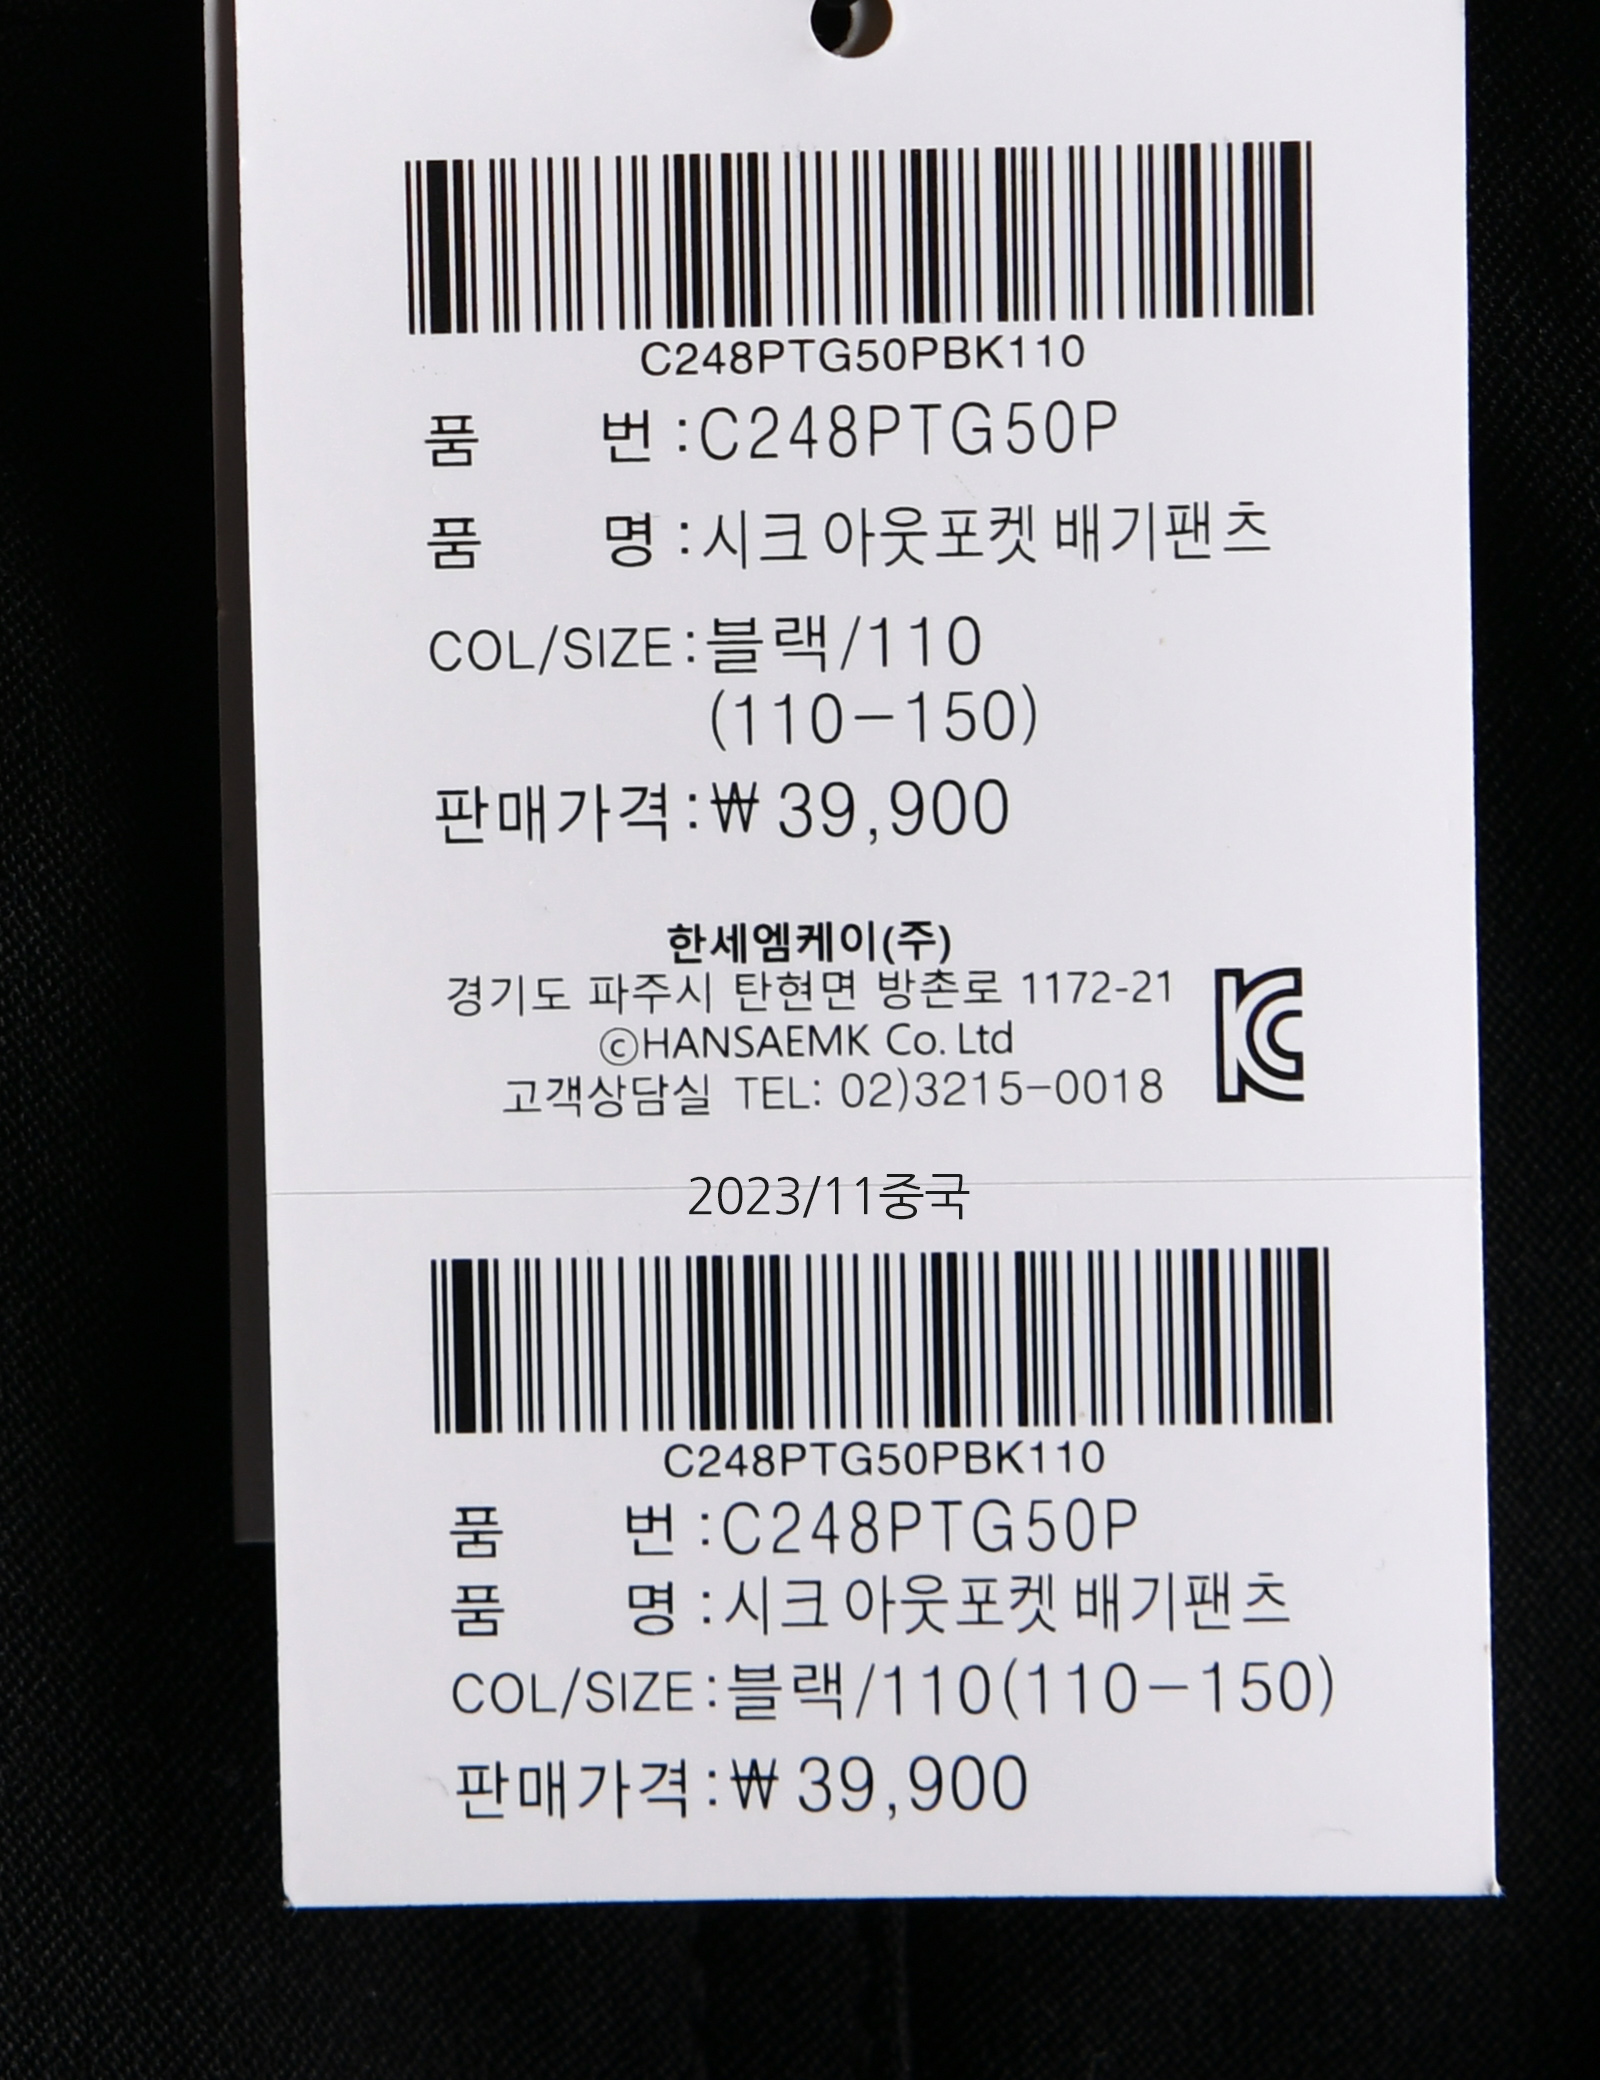 C248PTG50PBK110
품 번 :C248PTG50P
품 명 :시크 아웃포켓 배기팬츠
COL/SIZE:블랙/110
(110-150)
판매가격:₩ 39,900
한세엠케이(주)
경기도 파주시 탄현면 방촌로 1172-21
ⓒHANSAEMK Co. Ltd
고객상담실 TEL: 02)3215-0018
KC
2023/11중국
C248PTG50PBK110
품 번 :C248PTG50P
품 명 :시크 아웃포켓 배기팬츠
COL/SIZE:블랙/110(110-150)
판매가격:₩ 39,900